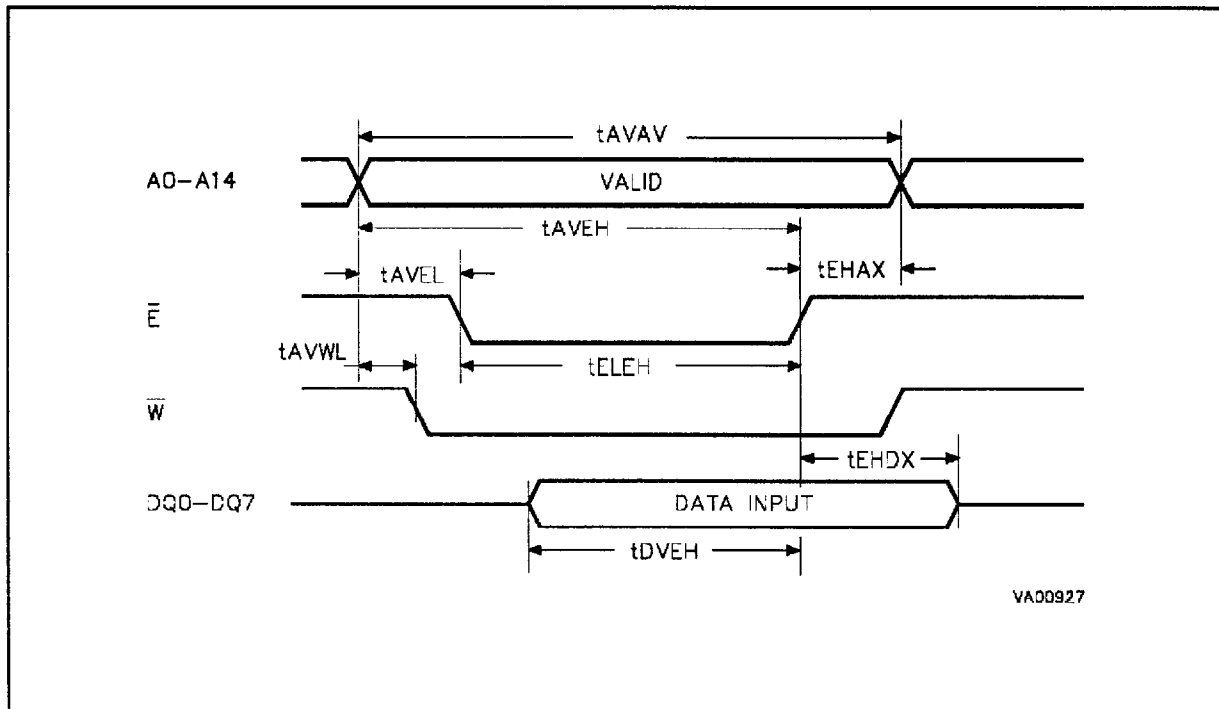 tAVAV
A0-A14
VALID
tAVEH
tAVEL
tEHAX
E̅
tAVWL
tELEH
W̅
tEHDX
DQ0-DQ7
DATA INPUT
tDVEH
VA00927